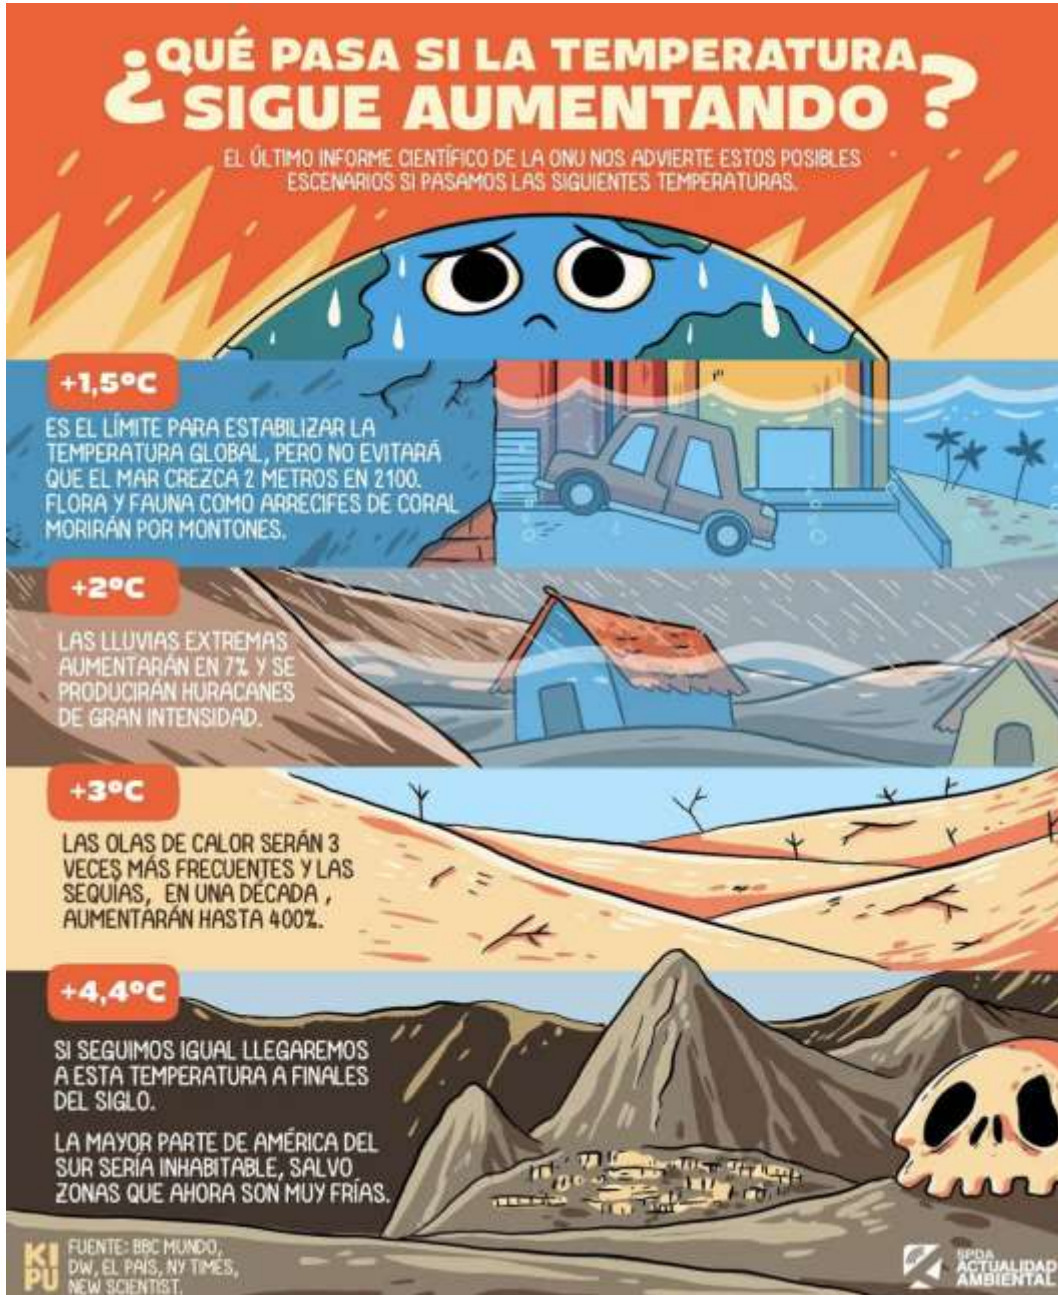 ¿QUÉ PASA SI LA TEMPERATURA
SIGUE AUMENTANDO?
EL ÚLTIMO INFORME CIENTÍFICO DE LA ONU NOS ADVIERTE ESTOS POSIBLES
ESCENARIOS SI PASAMOS LAS SIGUIENTES TEMPERATURAS.
+1,5ºC
ES EL LÍMITE PARA ESTABILIZAR LA
TEMPERATURA GLOBAL, PERO NO EVITARÁ
QUE EL MAR CREZCA 2 METROS EN 2100.
FLORA Y FAUNA COMO ARRECIFES DE CORAL
MORIRÁN POR MONTONES.
+2ºC
LAS LLUVIAS EXTREMAS
AUMENTARÁN EN 7% Y SE
PRODUCIRÁN HURACANES
DE GRAN INTENSIDAD.
+3ºC
LAS OLAS DE CALOR SERÁN 3
VECES MÁS FRECUENTES Y LAS
SEQUIAS, EN UNA DÉCADA ,
AUMENTARÁN HASTA 400%.
+4,4ºC
SI SEGUIMOS IGUAL LLEGAREMOS
A ESTA TEMPERATURA A FINALES
DEL SIGLO.
LA MAYOR PARTE DE AMÉRICA DEL
SUR SERÍA INHABITABLE, SALVO
ZONAS QUE AHORA SON MUY FRÍAS.
KI
PU
FUENTE: BBC MUNDO,
DW, EL PAÍS, NY TIMES,
NEW SCIENTIST.
SPDA
ACTUALIDAD
AMBIENTAL